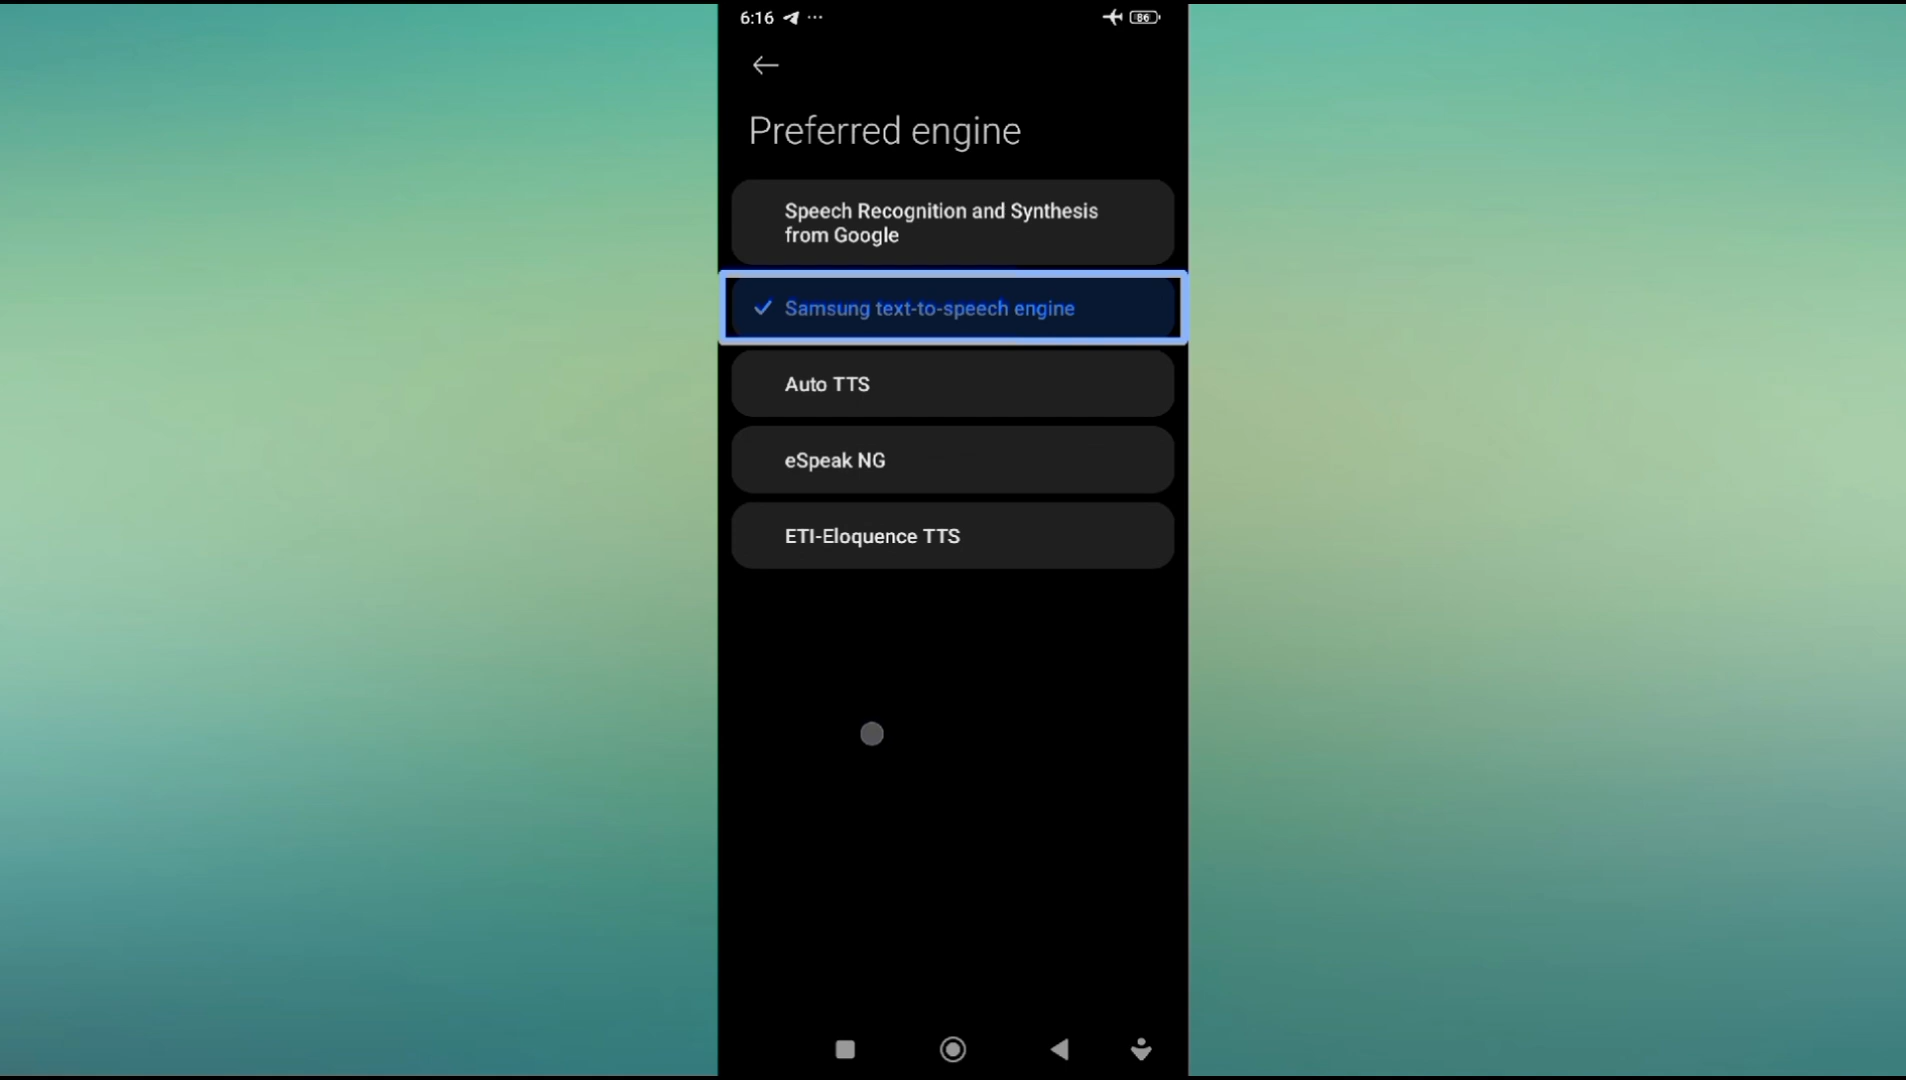 6:16
86
Preferred engine
Speech Recognition and Synthesis
from Google
Samsung text-to-speech engine
Auto TTS
eSpeak NG
ETI-Eloquence TTS